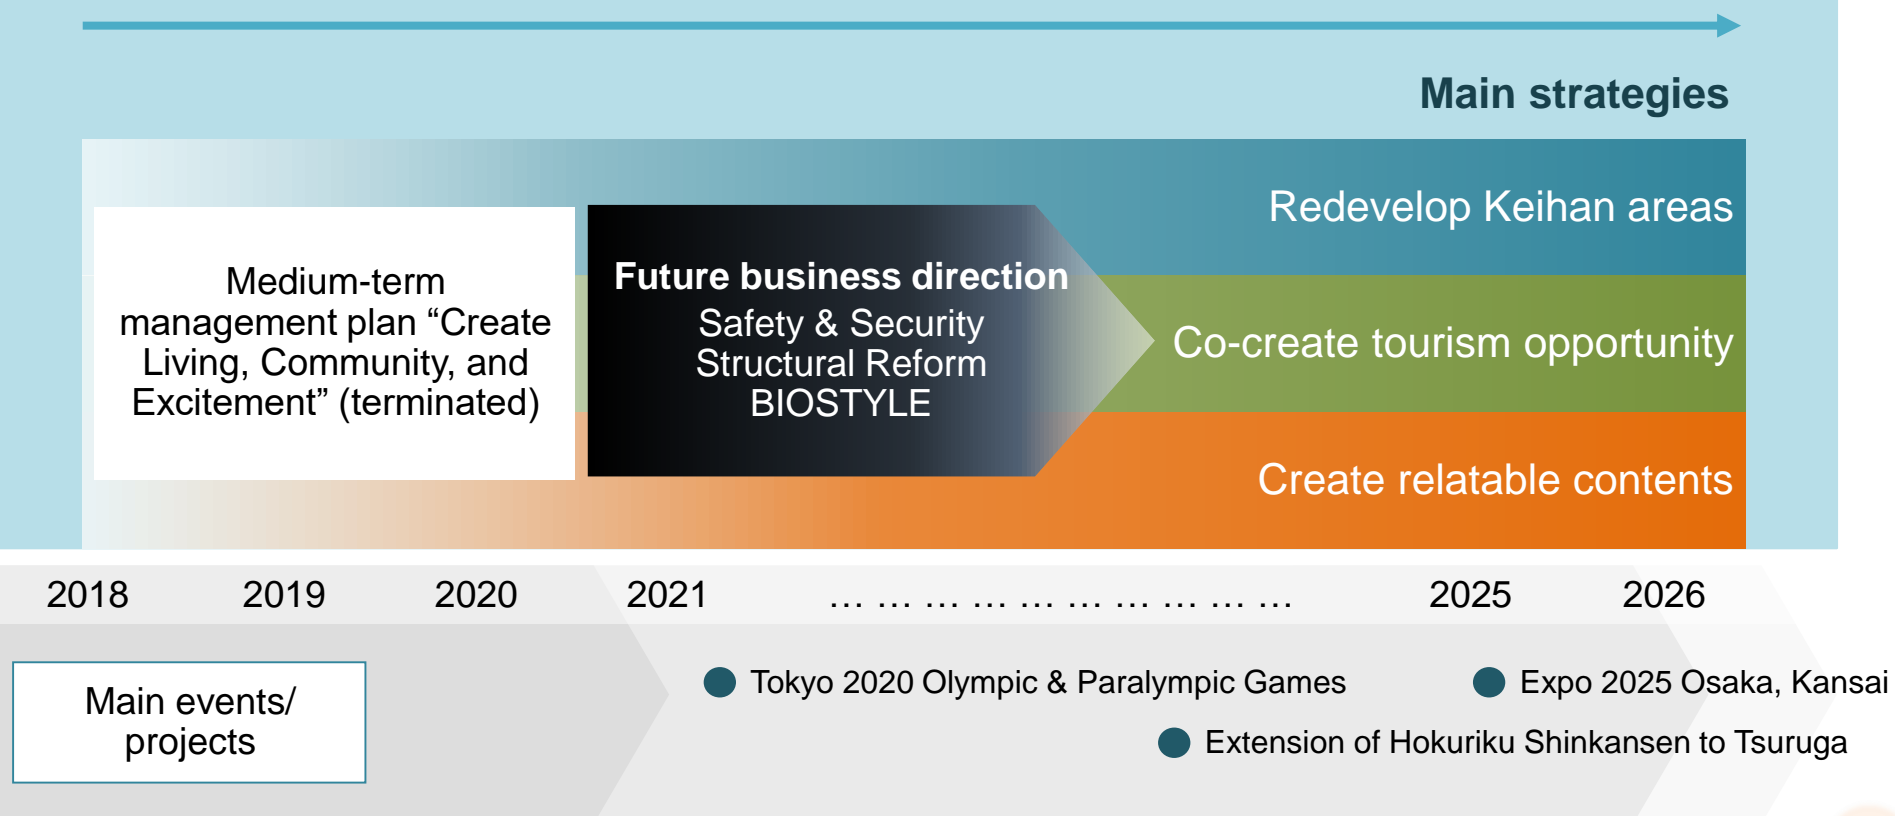 Main strategies
Redevelop Keihan areas
Medium-term
management plan “Create
Living, Community, and
Excitement” (terminated)
Future business direction
Safety & Security
Structural Reform
BIOSTYLE
Co-create tourism opportunity
Create relatable contents
2018 2019 2020 2021 … … … … … … … … … … 2025 2026
Main events/
projects
Tokyo 2020 Olympic & Paralympic Games
Expo 2025 Osaka, Kansai
Extension of Hokuriku Shinkansen to Tsuruga